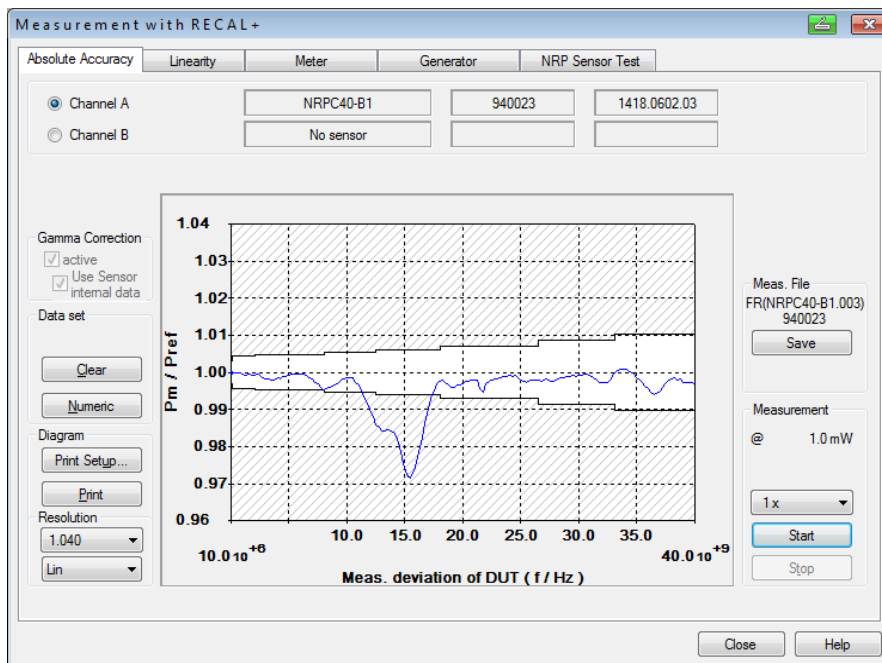 Measurement with RECAL+
Absolute Accuracy Linearity Meter Generator NRP Sensor Test
Channel A NRPC40-B1 940023 1418.0602.03
Channel B No sensor
Gamma Correction
active
Use Sensor
internal data
Data set
Clear
Numeric
Diagram
Print Setup...
Print
Resolution
1.040
Lin
Pm / Pref
1.04
1.03
1.02
1.01
1.00
0.99
0.98
0.97
0.96
10.0 15.0 20.0 25.0 30.0 35.0
10.0 10 +6 40.0 10 +9
Meas. deviation of DUT ( f / Hz )
Meas. File
FR(NRPC40-B1.003)
940023
Save
Measurement
@ 1.0 mW
1 x
Start
Stop
Close Help